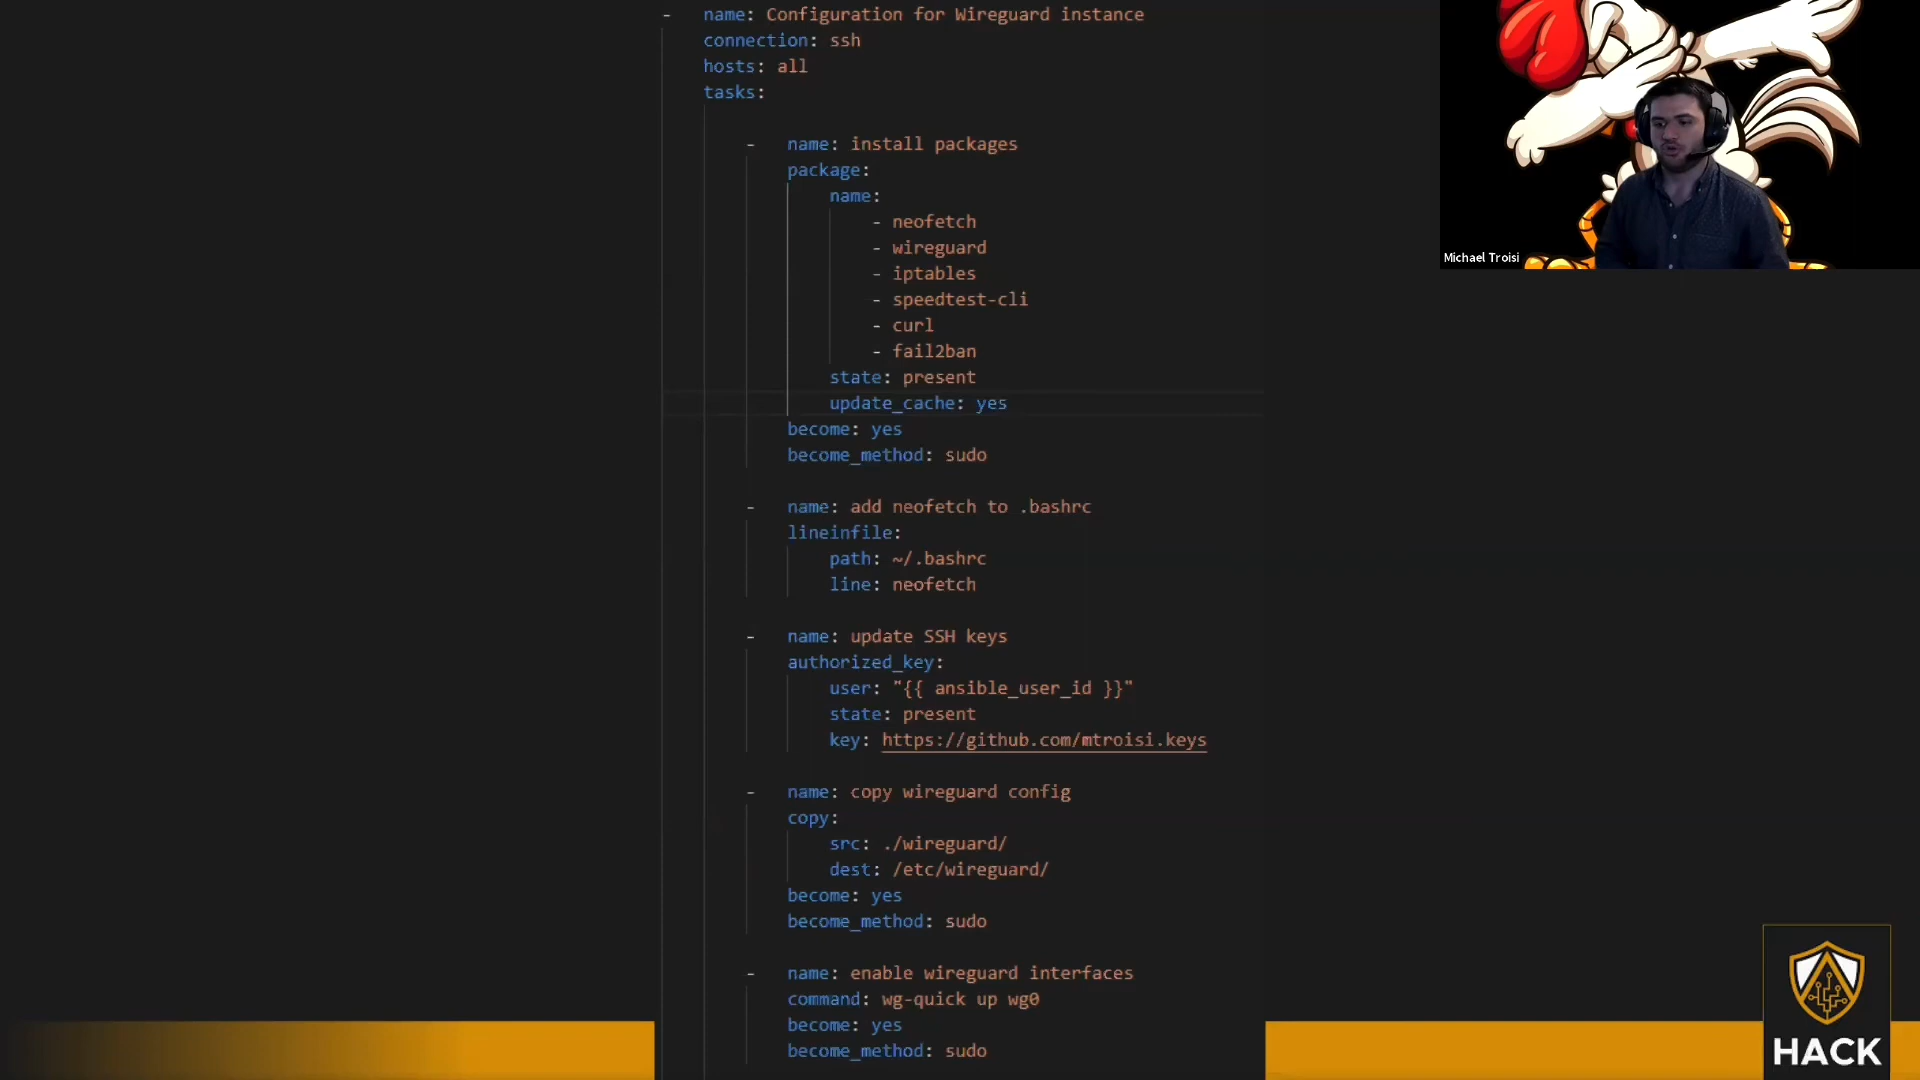 - name: Configuration for Wireguard instance
connection: ssh
hosts: all
tasks:
- name: install packages
package:
name:
- neofetch
- wireguard
- iptables
- speedtest-cli
- curl
- fail2ban
state: present
update_cache: yes
become: yes
become_method: sudo
- name: add neofetch to .bashrc
lineinfile:
path: ~/.bashrc
line: neofetch
- name: update SSH keys
authorized_key:
user: "{{ ansible_user_id }}"
state: present
key: https://github.com/mtroisi.keys
- name: copy wireguard config
copy:
src: ./wireguard/
dest: /etc/wireguard/
become: yes
become_method: sudo
- name: enable wireguard interfaces
command: wg-quick up wg0
become: yes
become_method: sudo
Michael Troisi
HACK